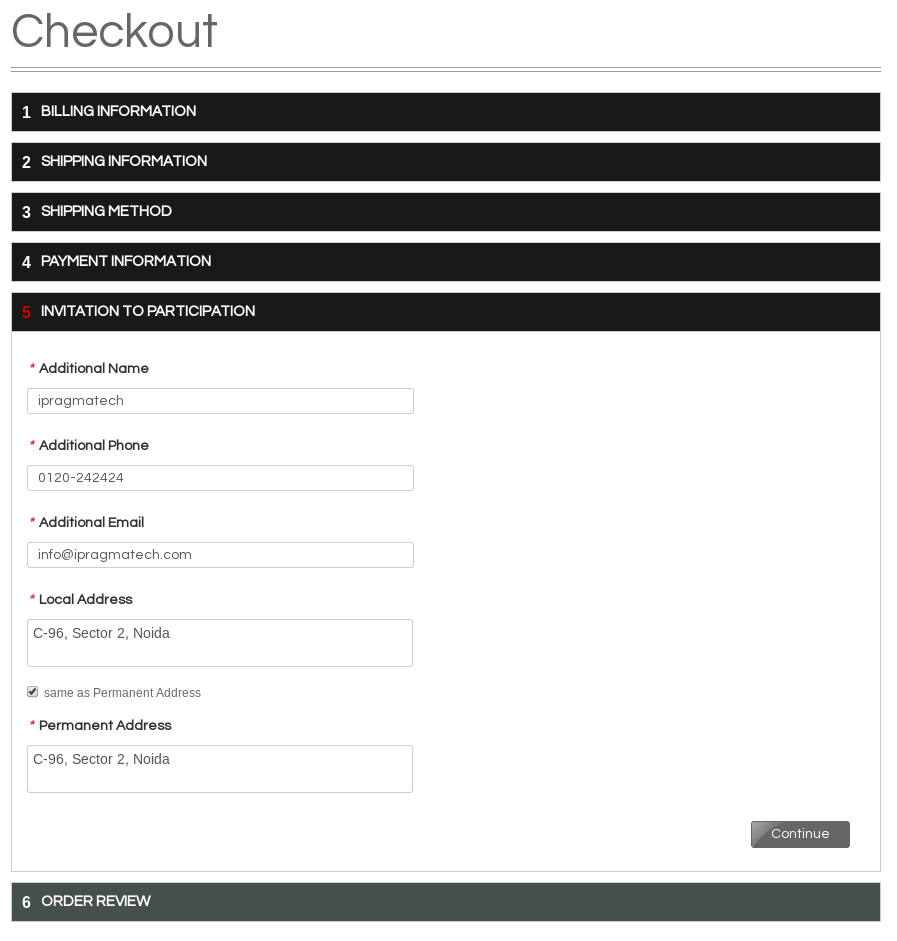 Checkout
1 BILLING INFORMATION
2 SHIPPING INFORMATION
3 SHIPPING METHOD
4 PAYMENT INFORMATION
5 INVITATION TO PARTICIPATION
* Additional Name
ipragmatech
* Additional Phone
0120-242424
* Additional Email
info@ipragmatech.com
* Local Address
C-96, Sector 2, Noida
same as Permanent Address
* Permanent Address
C-96, Sector 2, Noida
Continue
6 ORDER REVIEW